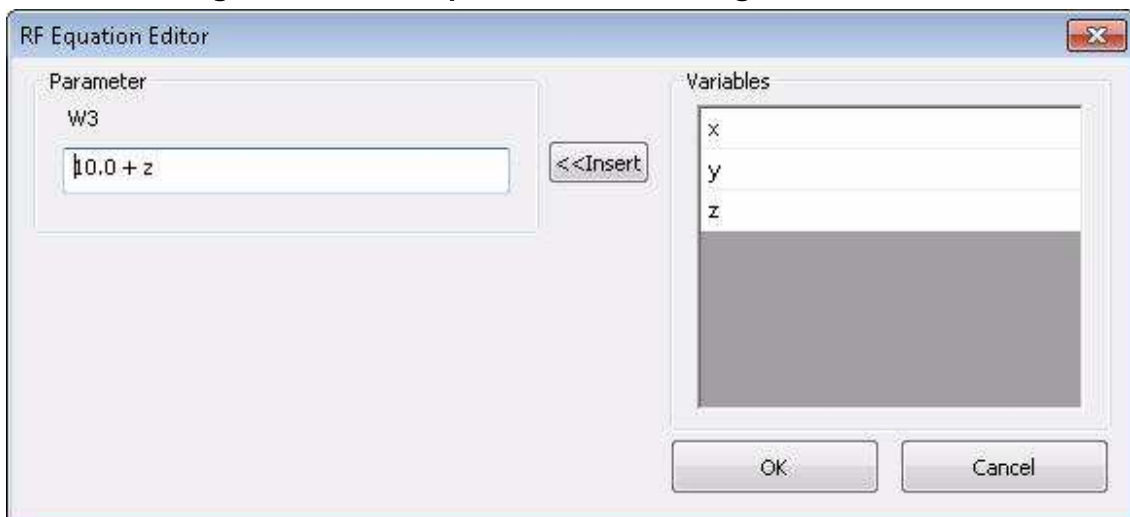 RF Equation Editor
Parameter
W3
10.0 + z
<<Insert
Variables
x
y
z
OK
Cancel